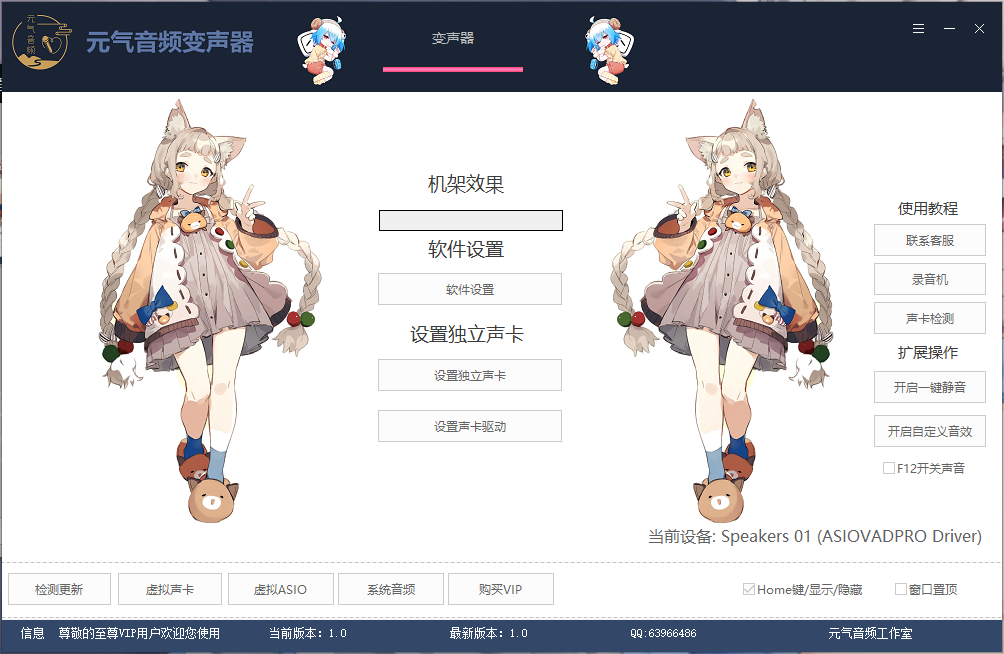 元气音频
元气音频变声器
变声器
机架效果
软件设置
软件设置
设置独立声卡
设置独立声卡
设置声卡驱动
使用教程
联系客服
录音机
声卡检测
扩展操作
开启一键静音
开启自定义音效
F12开关声音
当前设备: Speakers 01 (ASIOVADPRO Driver)
检测更新
虚拟声卡
虚拟ASIO
系统音频
购买VIP
Home键/显示/隐藏
窗口置顶
信息 尊敬的至尊VIP用户欢迎您使用
当前版本：1.0
最新版本：1.0
QQ:63966486
元气音频工作室